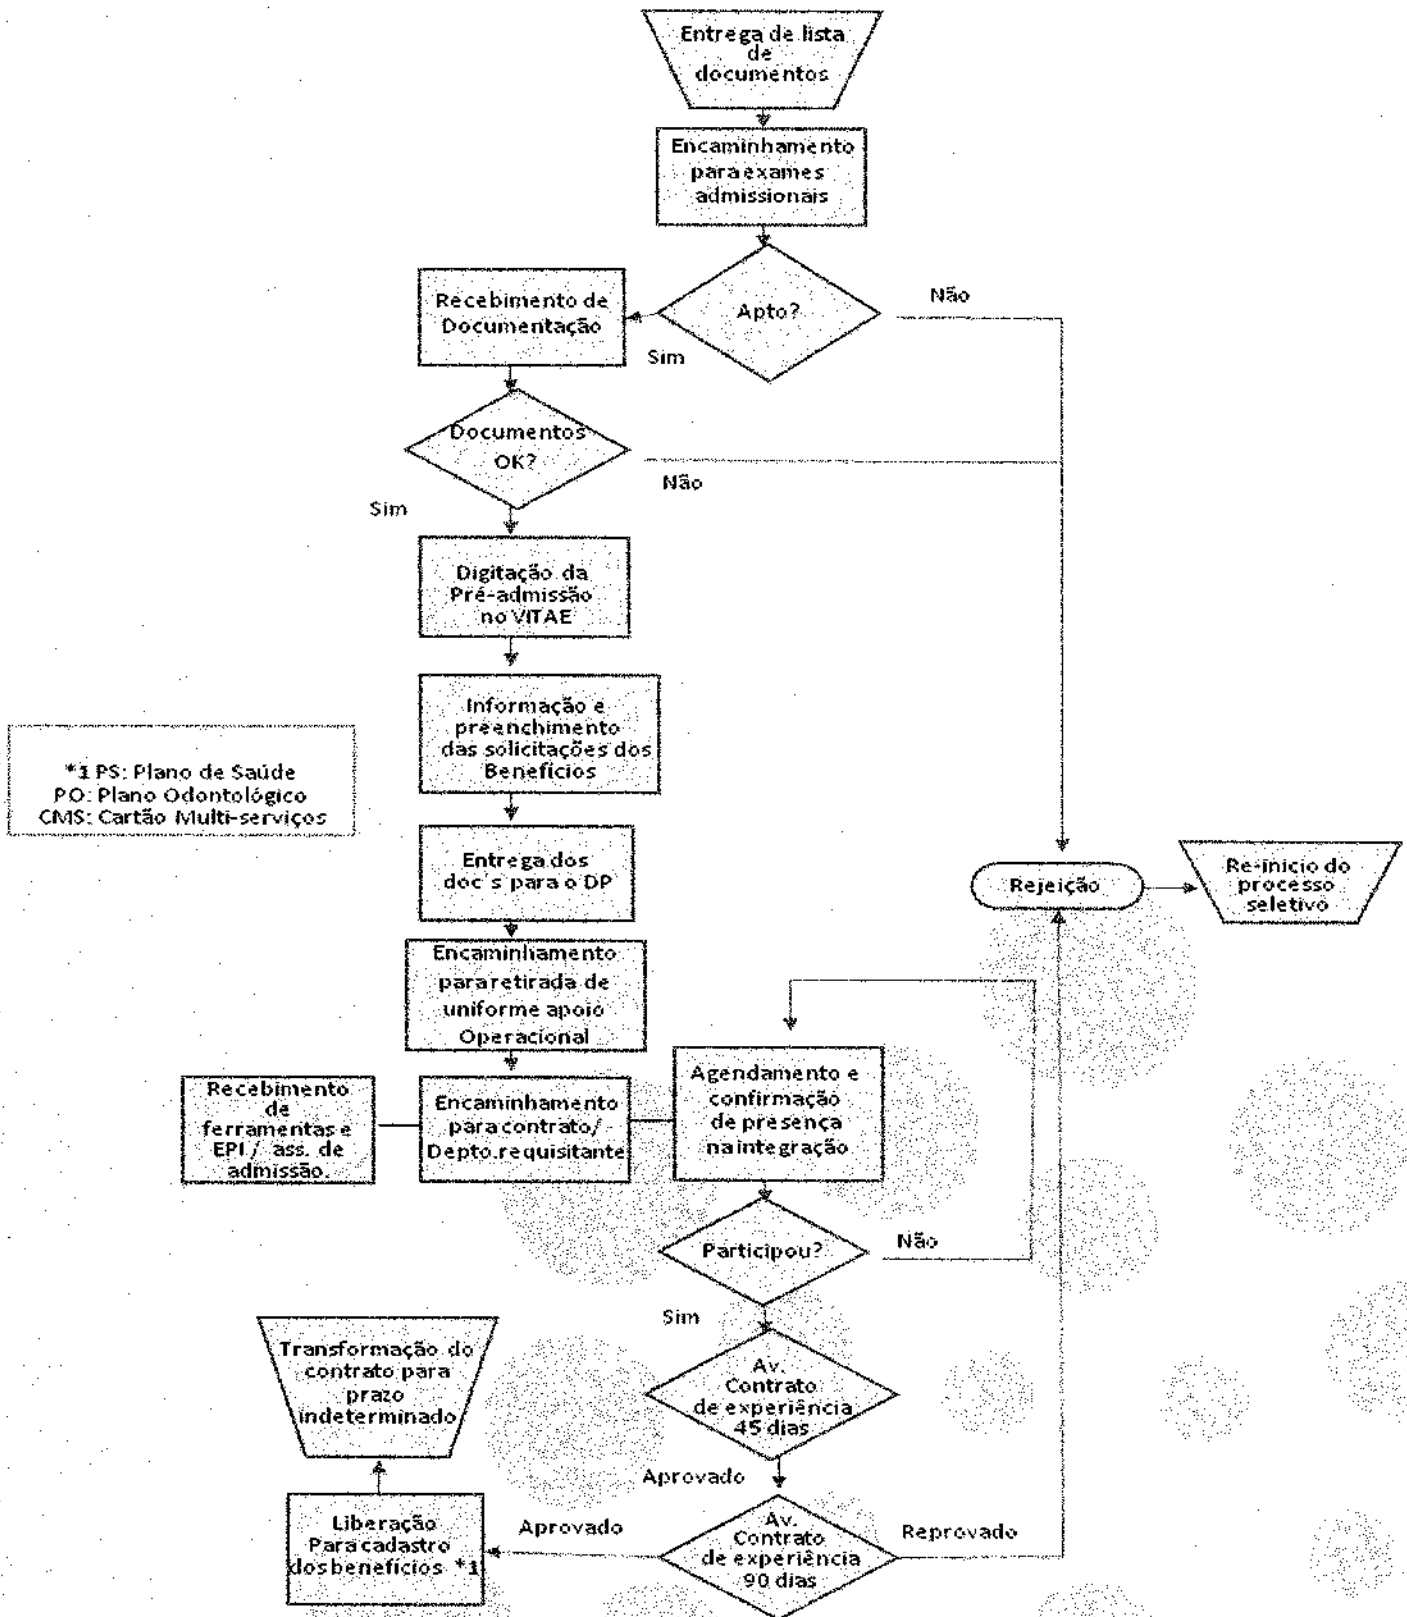 Entrega de lista
de
documentos
Encaminhamento
para exames
admissionais
Apto?
Não
Sim
Recebimento de
Documentação
Documentos
OK?
Não
Sim
Digitação da
Pré-admissão
no VITAE
Informação e
preenchimento
das solicitações dos
Benefícios
*1 PS: Plano de Saúde
PO: Plano Odontológico
CMS: Cartão Multi-serviços
Entrega dos
doc´s para o DP
Rejeição
Re-inicio do
processo
seletivo
Encaminhamento
para retirada de
uniforme apoio
Operacional
Recebimento
de
ferramentas e
EPI / ass. de
admissão.
Encaminhamento
para contrato/
Depto.requisitante
Agendamento e
confirmação
de presença
na integração
Participou?
Não
Sim
Transformação do
contrato para
prazo
indeterminado
Av.
Contrato
de experiência
45 dias
Aprovado
Liberação
Para cadastro
dos benefícios *1
Aprovado
Av.
Contrato
de experiência
90 dias
Reprovado